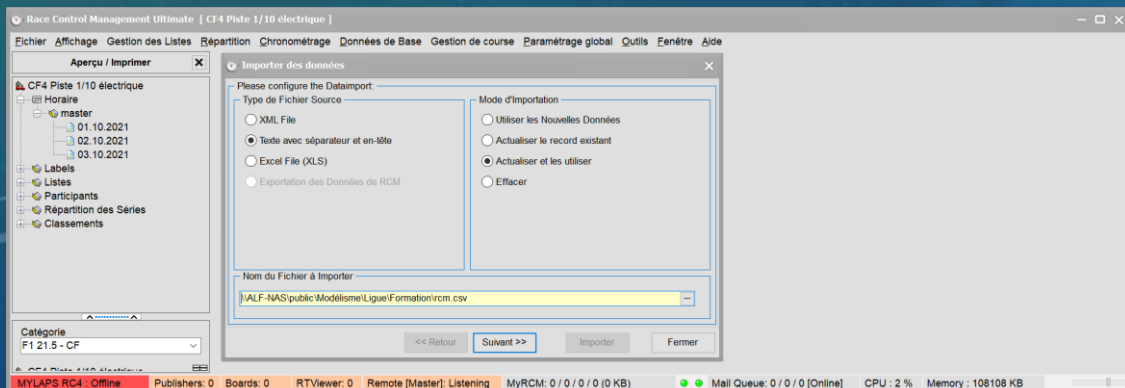 Race Control Management Ultimate [ CF4 Piste 1/10 électrique ]
Fichier Affichage Gestion des Listes Répartition Chronométrage Données de Base Gestion de course Paramétrage global Outils Fenêtre Aide
Aperçu / Imprimer
CF4 Piste 1/10 électrique
Horaire
master
01.10.2021
02.10.2021
03.10.2021
Labels
Listes
Participants
Répartition des Séries
Classements
Catégorie
F1 21.5 - CF
CF4 Piste 1/10 électrique
Importer des données
Please configure the Dataimport:
Type de Fichier Source
XML File
Texte avec séparateur et en-tête
Excel File (XLS)
Exportation des Données de RCM
Mode d'Importation
Utiliser les Nouvelles Données
Actualiser le record existant
Actualiser et les utiliser
Effacer
Nom du Fichier à Importer
\\ALF-NAS\public\Modélisme\Ligue\Formation\rcm.csv
<< Retour Suivant >> Importer Fermer
MYLAPS RC4 : Offline Publishers: 0 Boards: 0 RTViewer: 0 Remote [Master]: Listening MyRCM: 0 / 0 / 0 / 0 (0 KB) Mail Queue: 0 / 0 / 0 [Online] CPU : 2 % Memory : 108108 KB